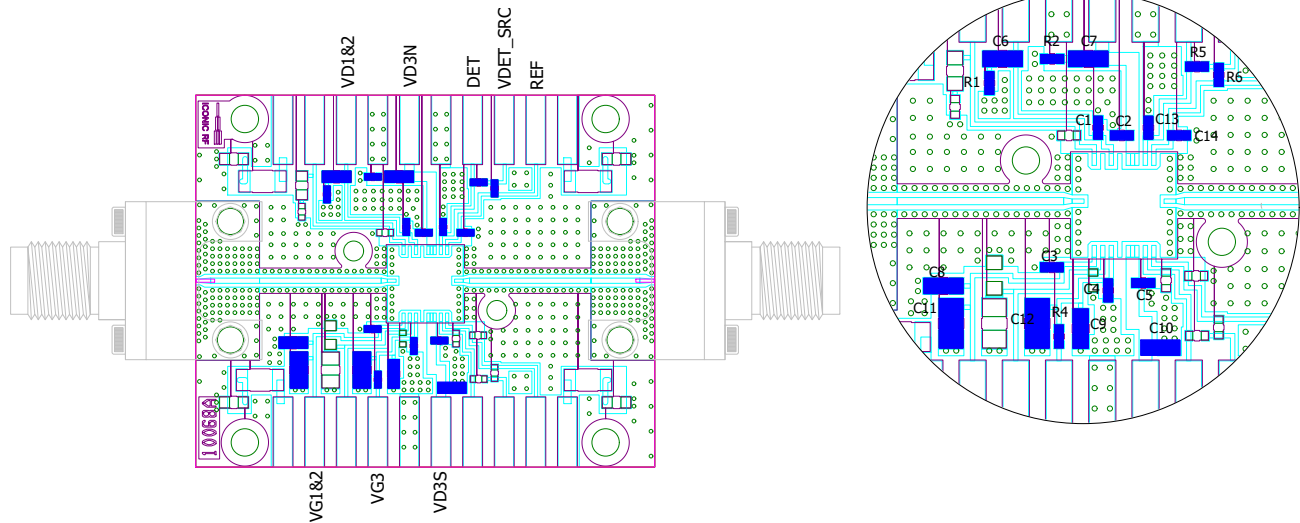 VD1&2
VD3N
DET
VDET_SRC
REF
ICONIC RF
10068A
VG1&2
VG3
VD3S
C6
R2
C7
R5
R1
R6
C1
C2
C13
C14
C3
C8
C4
C5
C11
C12
R4
C9
C10